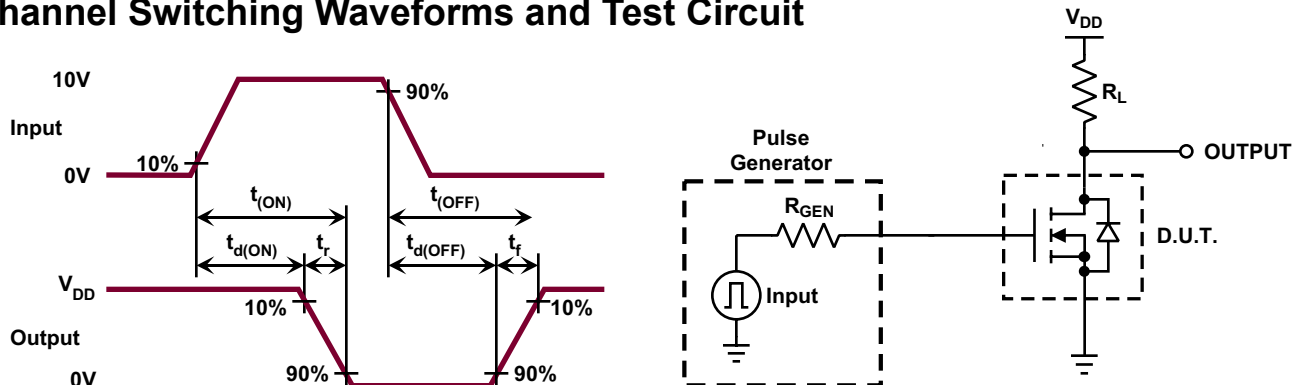 hannel Switching Waveforms and Test Circuit
10V
Input
0V
10%
90%
t(ON)
t(OFF)
td(ON)
tr
td(OFF)
tf
VDD
Output
0V
10%
90%
10%
90%
Pulse
Generator
RGEN
Input
VDD
RL
OUTPUT
D.U.T.